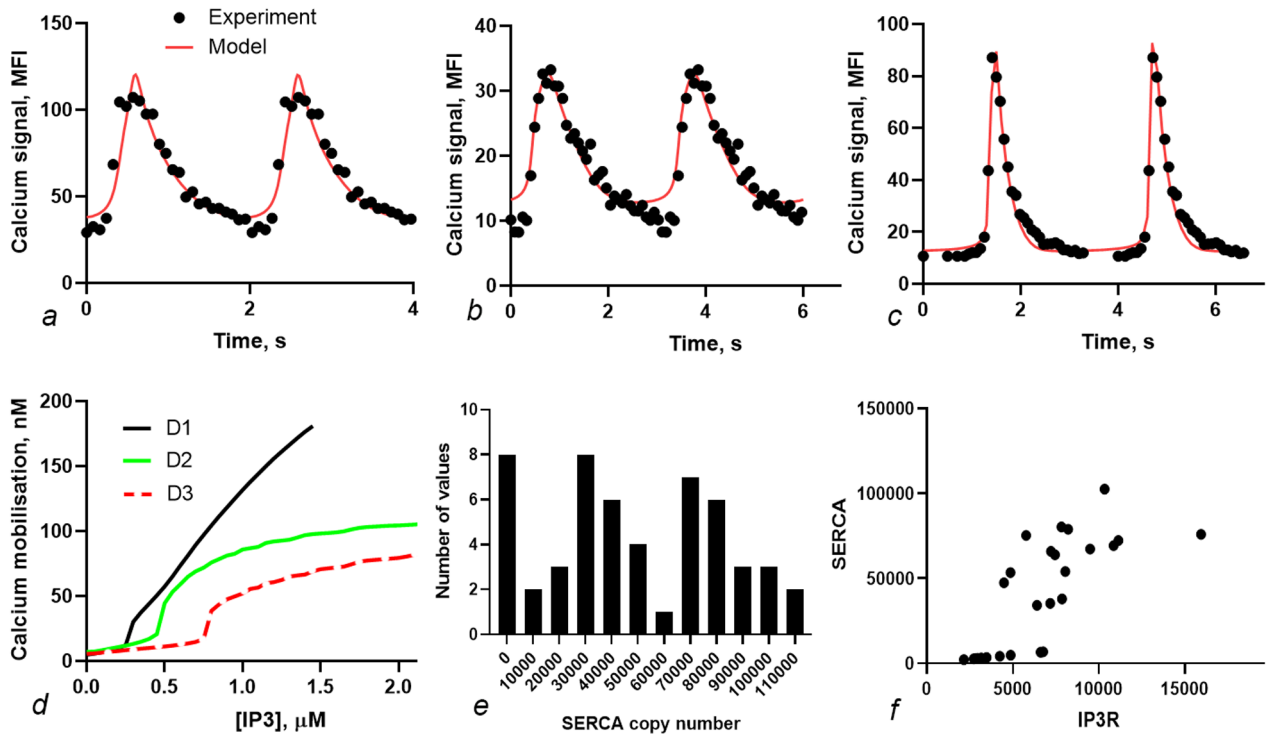 150
100
50
0
Calcium signal, MFI
Experiment
Model
0 2 4
Time, s
a
40
30
20
10
0
Calcium signal, MFI
0 2 4 6
Time, s
b
100
80
60
40
20
0
Calcium signal, MFI
0 2 4 6
Time, s
c
200
150
100
50
0
Calcium mobilisation, nM
D1
D2
D3
0.0 0.5 1.0 1.5 2.0
[IP3], μM
d
10
8
6
4
2
0
Number of values
0 10000 20000 30000 40000 50000 60000 70000 80000 90000 100000 110000
SERCA copy number
e
150000
100000
50000
0
SERCA
0 5000 10000 15000
IP3R
f